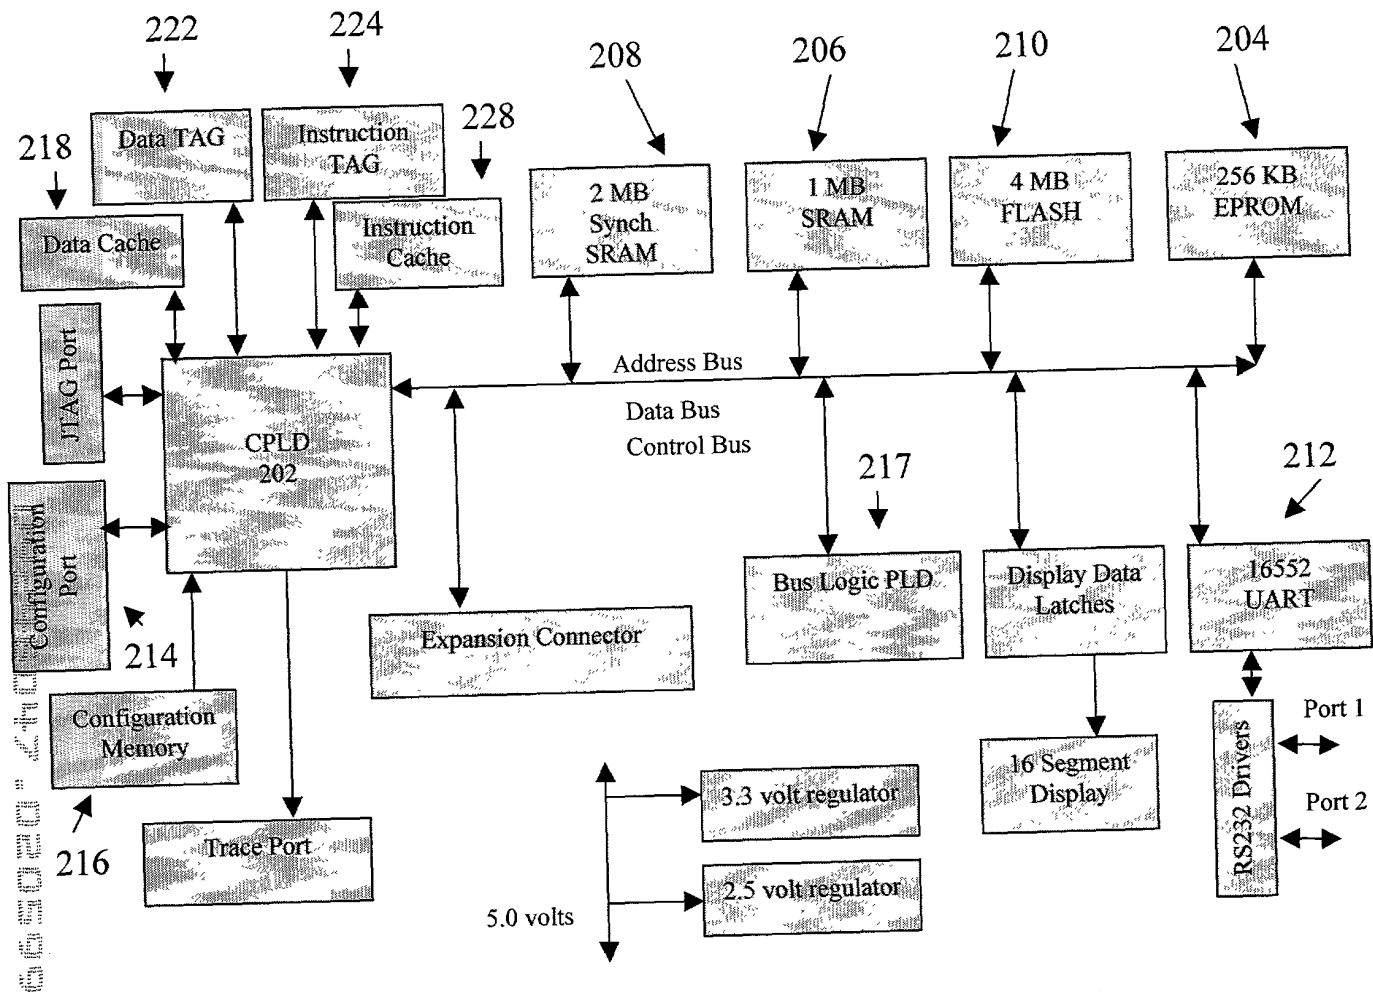 222
224
208
206
210
204
218
228
Data TAG
Instruction
TAG
Data Cache
Instruction
Cache
2 MB
Synch
SRAM
1 MB
SRAM
4 MB
FLASH
256 KB
EPROM
JTAG Port
CPLD
202
Address Bus
Data Bus
Control Bus
217
212
Configuration
Port
214
Expansion Connector
Bus Logic PLD
Display Data
Latches
16552
UART
Configuration
Memory
216
Trace Port
5.0 volts
3.3 volt regulator
2.5 volt regulator
16 Segment
Display
RS232 Drivers
Port 1
Port 2